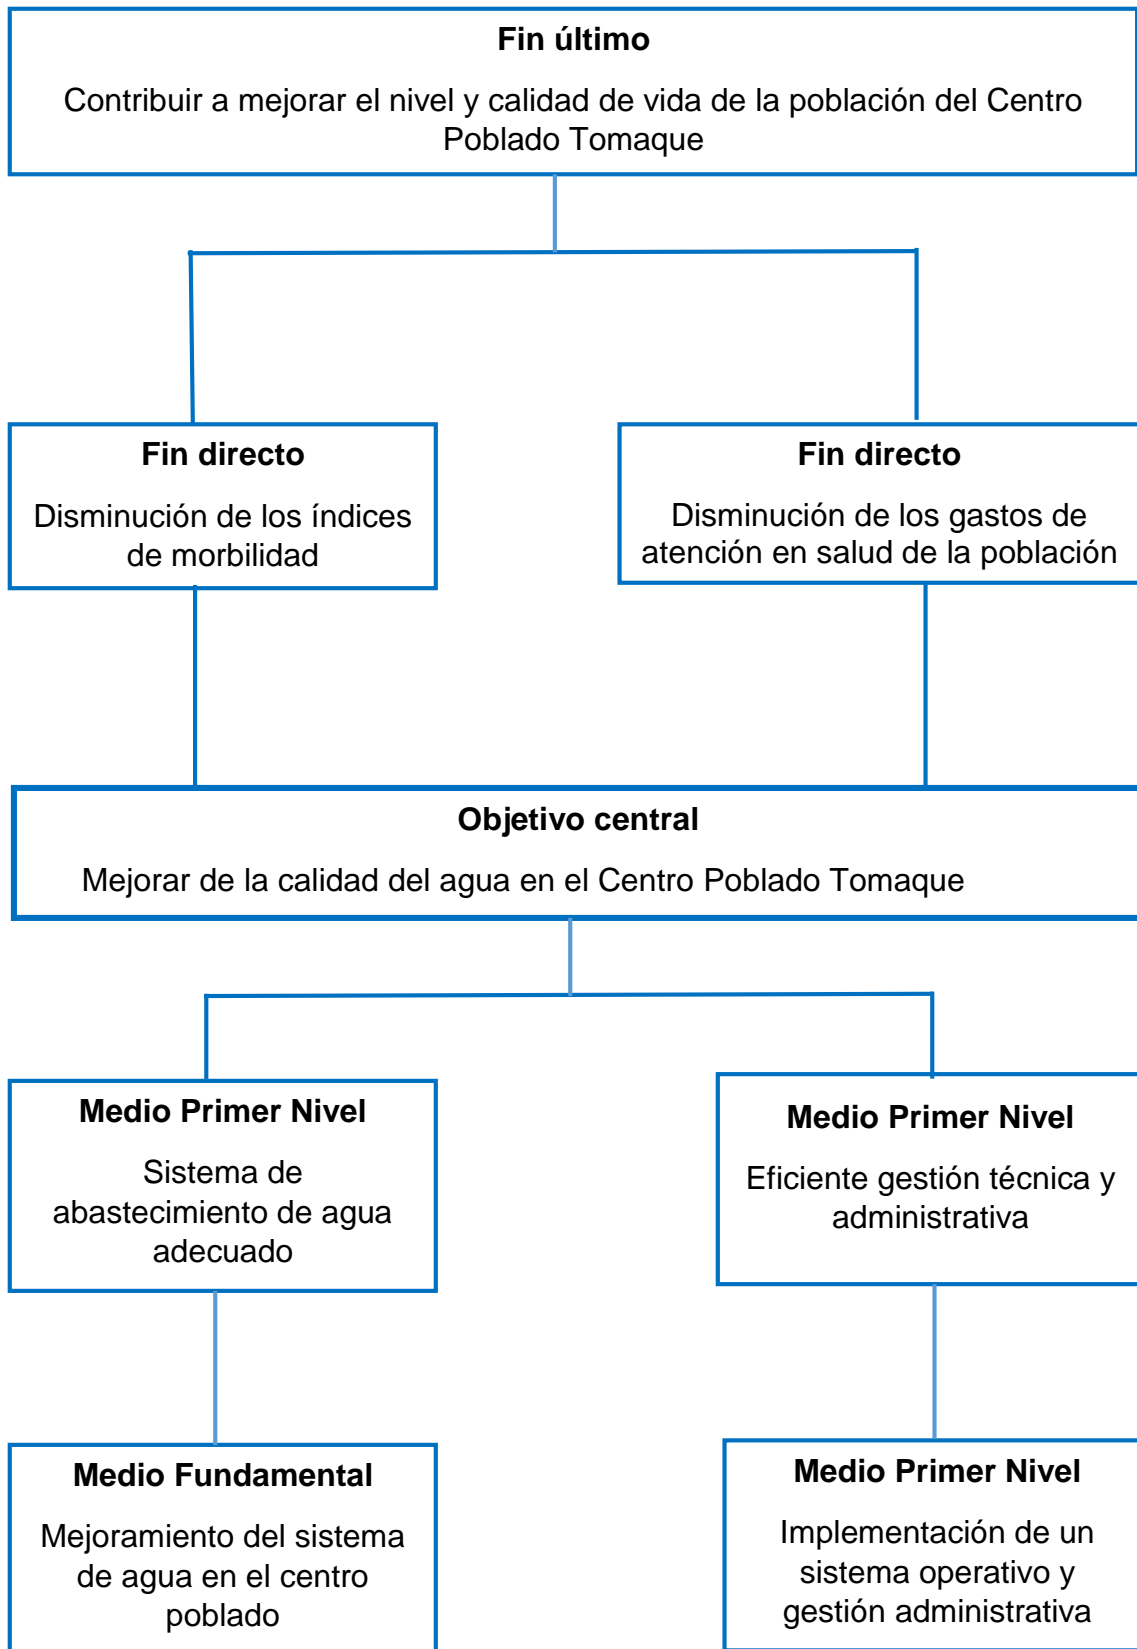 Fin último
Contribuir a mejorar el nivel y calidad de vida de la población del Centro
Poblado Tomaque
Fin directo
Disminución de los índices
de morbilidad
Fin directo
Disminución de los gastos de
atención en salud de la población
Objetivo central
Mejorar de la calidad del agua en el Centro Poblado Tomaque
Medio Primer Nivel
Sistema de
abastecimiento de agua
adecuado
Medio Primer Nivel
Eficiente gestión técnica y
administrativa
Medio Fundamental
Mejoramiento del sistema
de agua en el centro
poblado
Medio Primer Nivel
Implementación de un
sistema operativo y
gestión administrativa